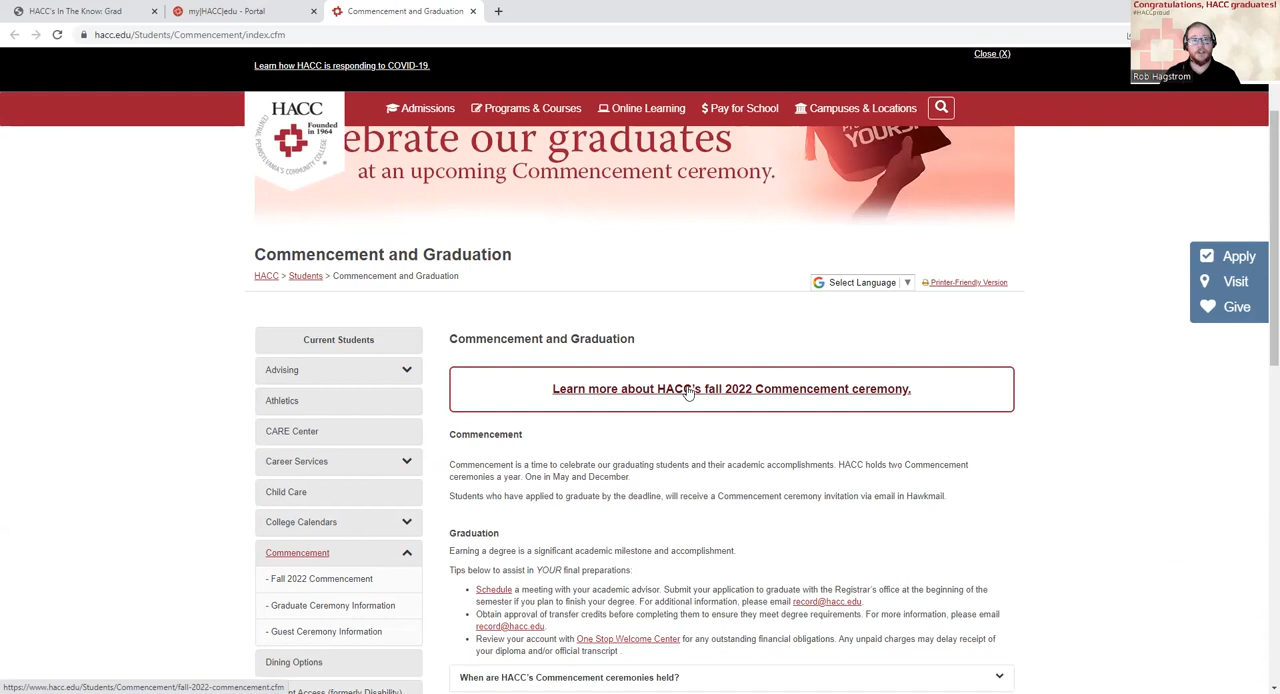 HACC's In The Know: Grad
my|HACC|edu - Portal
Commencement and Graduation
hacc.edu/Students/Commencement/index.cfm
Congratulations, HACC graduates!
#HACCproud
Rob Hagstrom
Learn how HACC is responding to COVID-19.
Close (X)
HACC
Founded in 1964
CENTRAL PENNSYLVANIA'S COMMUNITY COLLEGE
Admissions
Programs & Courses
Online Learning
$ Pay for School
Campuses & Locations
ebrate our graduates
YOURS
at an upcoming Commencement ceremony.
Commencement and Graduation
HACC > Students > Commencement and Graduation
Select Language ▼
Printer-Friendly Version
Apply
Visit
Give
Current Students
Advising
Athletics
CARE Center
Career Services
Child Care
College Calendars
Commencement
- Fall 2022 Commencement
- Graduate Ceremony Information
- Guest Ceremony Information
Dining Options
nt Access (formerly Disability)
Commencement and Graduation
Learn more about HACC's fall 2022 Commencement ceremony.
Commencement
Commencement is a time to celebrate our graduating students and their academic accomplishments. HACC holds two Commencement
ceremonies a year. One in May and December.
Students who have applied to graduate by the deadline, will receive a Commencement ceremony invitation via email in Hawkmail.
Graduation
Earning a degree is a significant academic milestone and accomplishment.
Tips below to assist in YOUR final preparations:
• Schedule a meeting with your academic advisor. Submit your application to graduate with the Registrar's office at the beginning of the
semester if you plan to finish your degree. For additional information, please email record@hacc.edu.
• Obtain approval of transfer credits before completing them to ensure they meet degree requirements. For more information, please email
record@hacc.edu.
• Review your account with One Stop Welcome Center for any outstanding financial obligations. Any unpaid charges may delay receipt of
your diploma and/or official transcript .
When are HACC's Commencement ceremonies held?
https://www.hacc.edu/Students/Commencement/fall-2022-commencement.cfm